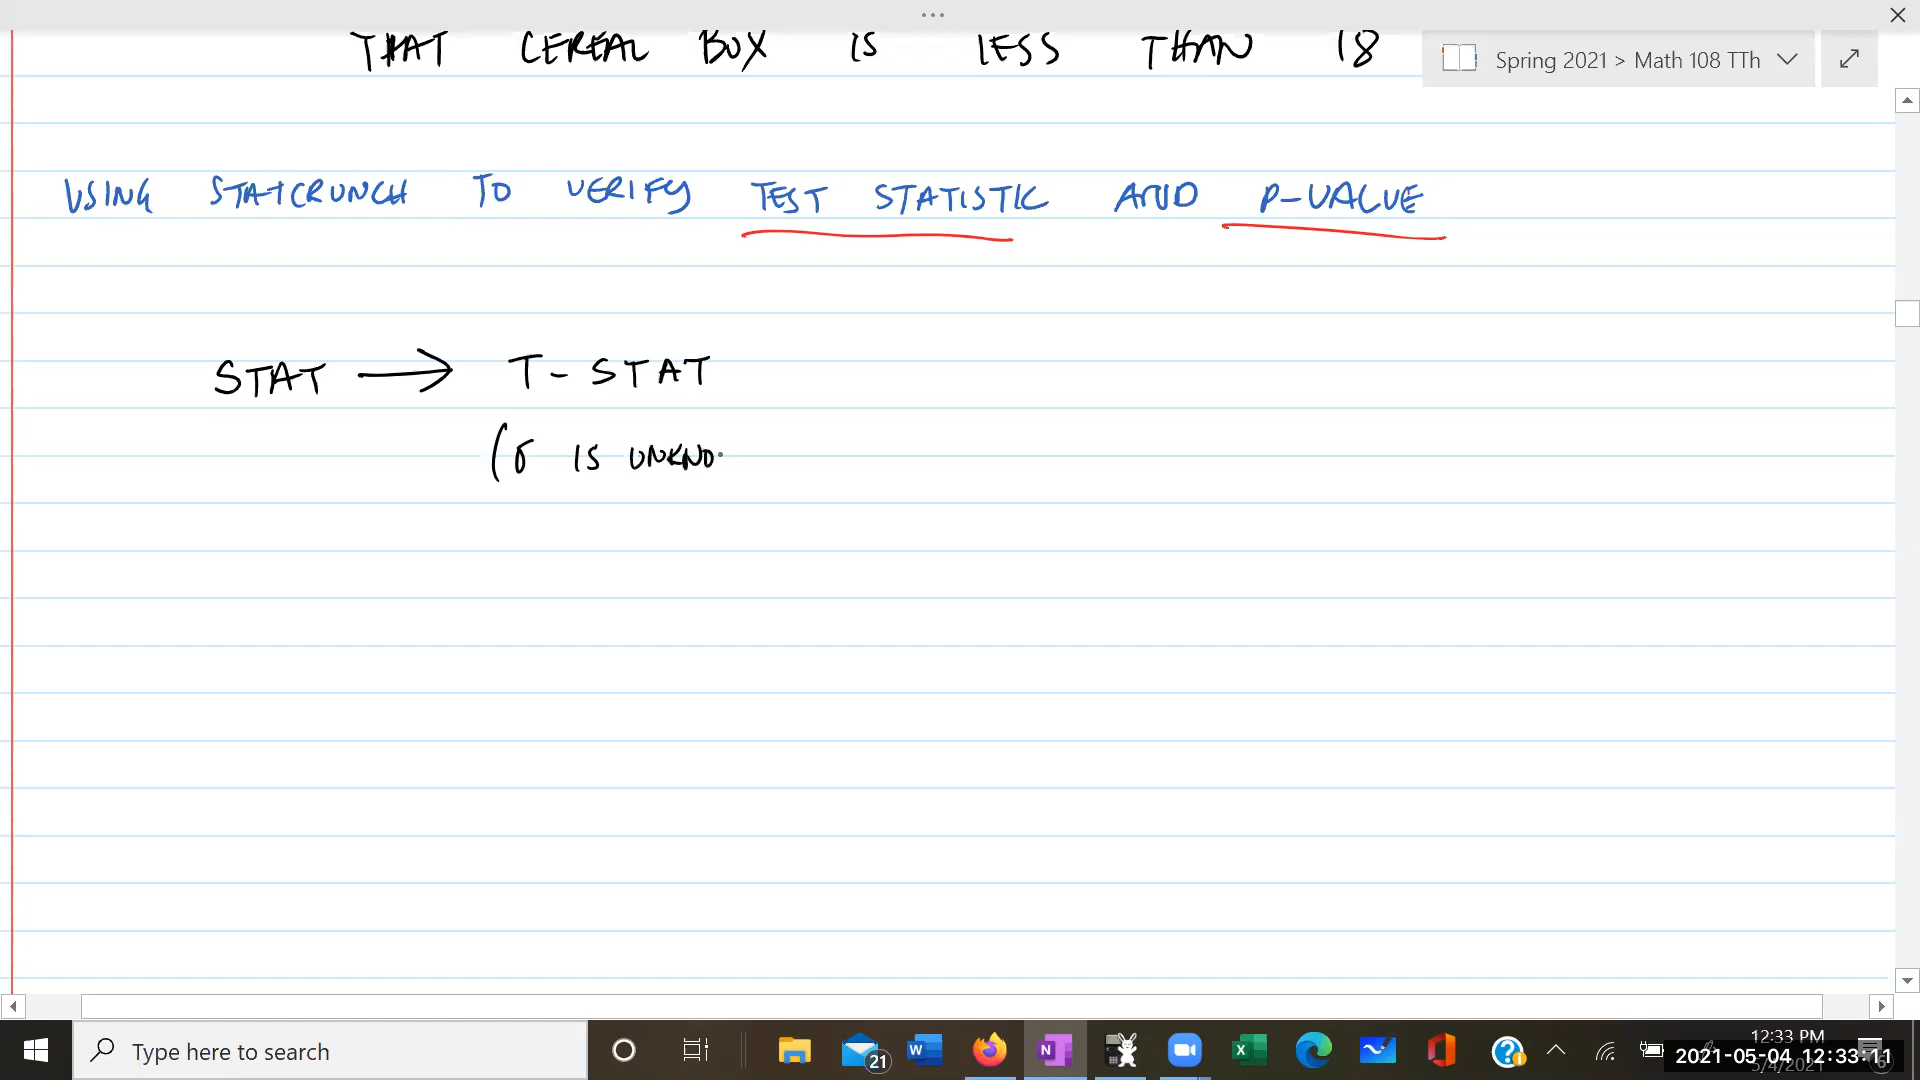 THAT CEREAL BOX IS LESS THAN 18
Spring 2021 > Math 108 TTh
USING STATCRUNCH TO VERIFY TEST STATISTIC AND P-VALUE
STAT → T-STAT
(σ IS UNKNO
Type here to search
21
12:33 PM
2021-05-04 12:33:11